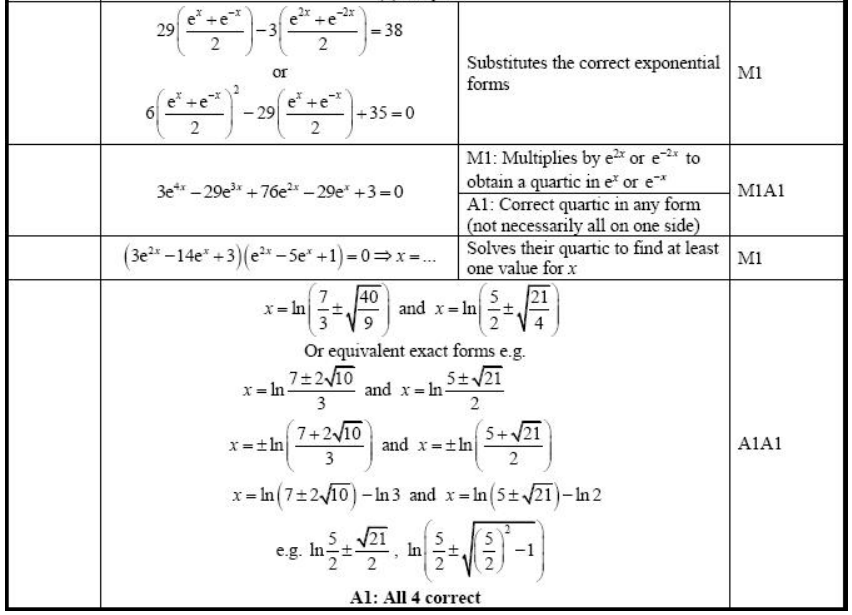 29((e^x + e^{-x})/2) − 3((e^{2x} + e^{-2x})/2) = 38
or
6((e^x + e^{-x})/2)^2 − 29((e^x + e^{-x})/2) + 35 = 0
Substitutes the correct exponential
forms
M1
3e^{4x} − 29e^{3x} + 76e^{2x} − 29e^x + 3 = 0
M1: Multiplies by e^{2x} or e^{-2x} to
obtain a quartic in e^x or e^{-x}
A1: Correct quartic in any form
(not necessarily all on one side)
M1A1
(3e^{2x} − 14e^x + 3)(e^{2x} − 5e^x + 1) = 0 ⇒ x = ...
Solves their quartic to find at least
one value for x
M1
x = ln(7/3 ± √(40/9)) and x = ln(5/2 ± √(21/4))
Or equivalent exact forms e.g.
x = ln (7 ± 2√10)/3 and x = ln (5 ± √21)/2
x = ± ln((7 + 2√10)/3) and x = ± ln((5 + √21)/2)
x = ln(7 ± 2√10) − ln 3 and x = ln(5 ± √21) − ln 2
e.g. ln 5/2 ± √21/2 , ln(5/2 ± √((5/2)^2 − 1))
A1: All 4 correct
A1A1